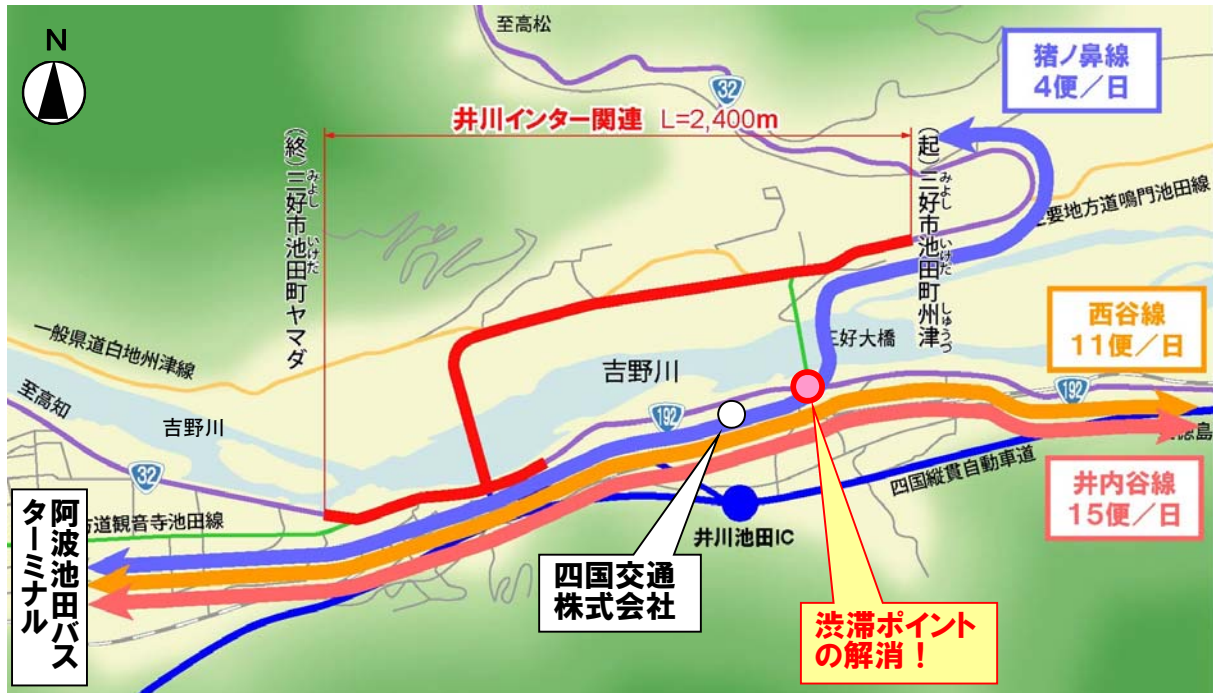 N
至高松
猪ノ鼻線
4便／日
32
井川インター関連 L=2,400m
(終)三好市池田町ヤマダ
みよし
いけだ
(起)三好市池田町州津
みよし
いけだ
しゅうづ
要地方道鳴門池田線
西谷線
11便／日
一般県道白地州津線
三好大橋
吉野川
至高知
吉野川
192
192
徳島
32
四国縦貫自動車道
井内谷線
15便／日
方道観音寺池田線
井川池田IC
阿波池田バス
ターミナル
四国交通
株式会社
渋滞ポイント
の解消！